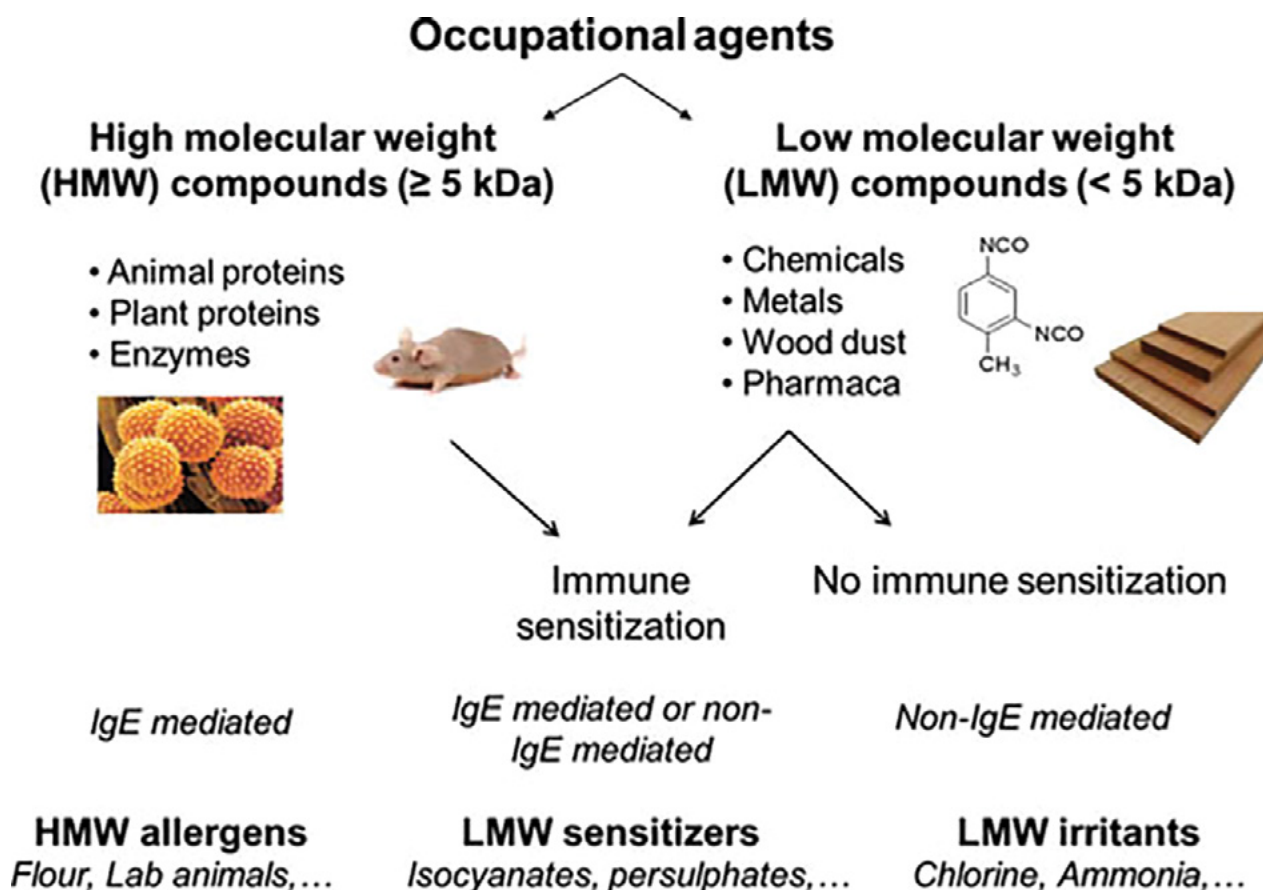 Occupational agents
High molecular weight
(HMW) compounds (≥ 5 kDa)
• Animal proteins
• Plant proteins
• Enzymes
Low molecular weight
(LMW) compounds (< 5 kDa)
• Chemicals
• Metals
• Wood dust
• Pharmaca
NCO
NCO
CH₃
Immune
sensitization
No immune sensitization
IgE mediated
IgE mediated or non-
IgE mediated
Non-IgE mediated
HMW allergens
Flour, Lab animals,...
LMW sensitizers
Isocyanates, persulphates,...
LMW irritants
Chlorine, Ammonia,...